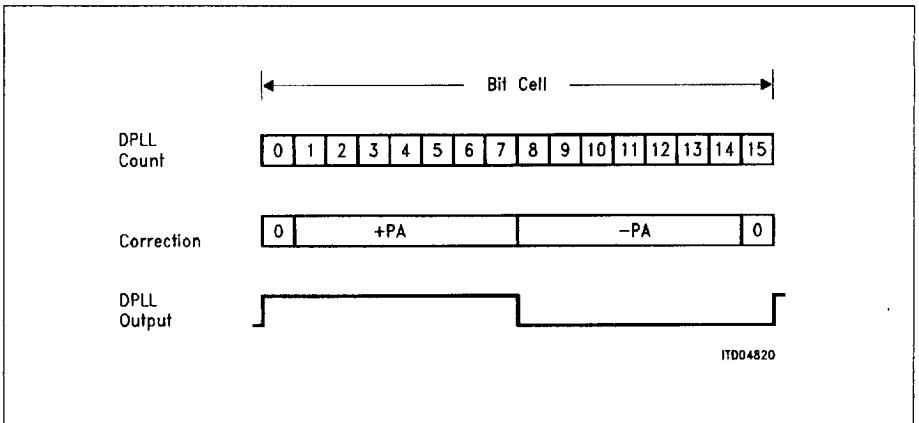 Bit Cell
DPLL
Count
0 1 2 3 4 5 6 7 8 9 10 11 12 13 14 15
Correction
0 +PA −PA 0
DPLL
Output
ITD04820